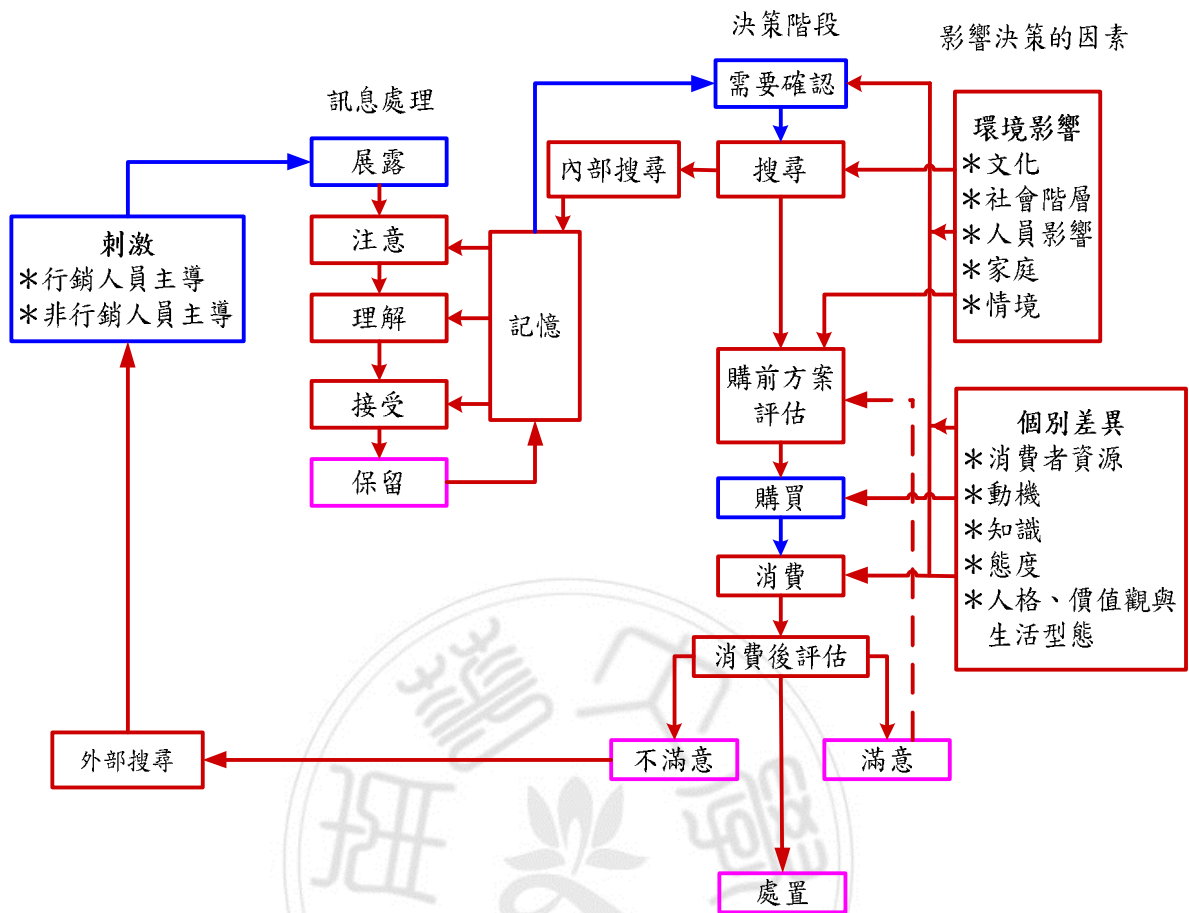 決策階段
影響決策的因素
訊息處理
需要確認
展露
內部搜尋
搜尋
環境影響
＊文化
＊社會階層
＊人員影響
＊家庭
＊情境
刺激
＊行銷人員主導
＊非行銷人員主導
注意
理解
接受
保留
記憶
購前方案
評估
購買
消費
消費後評估
個別差異
＊消費者資源
＊動機
＊知識
＊態度
＊人格、價值觀與
生活型態
外部搜尋
不滿意
滿意
處置